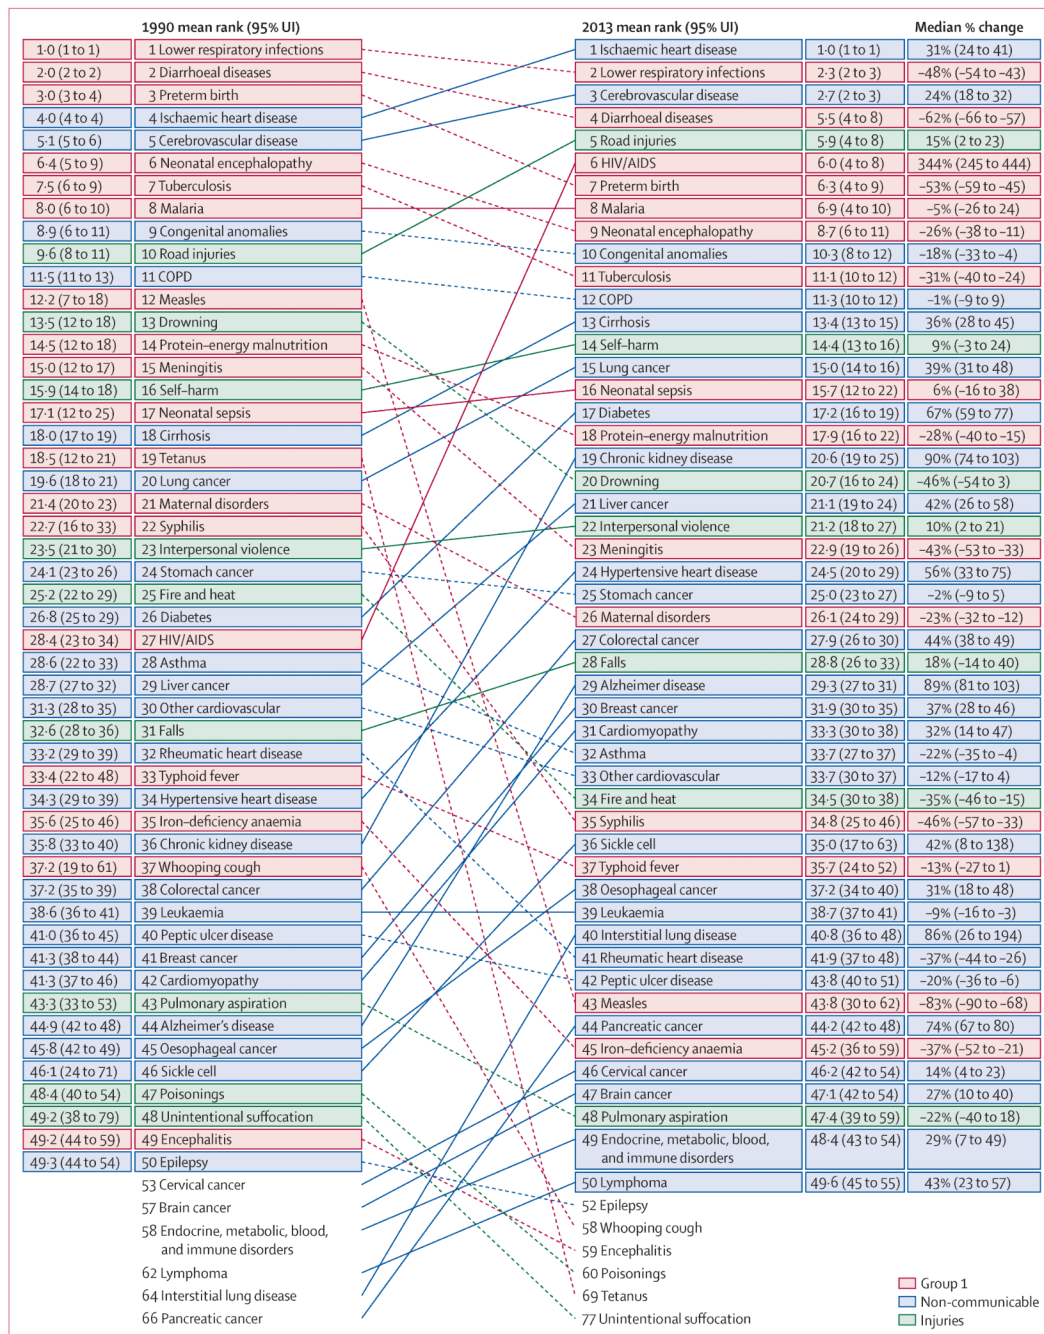 1990 mean rank (95% UI) 2013 mean rank (95% UI) Median % change
1·0 (1 to 1) 1 Lower respiratory infections 1 Ischaemic heart disease 1·0 (1 to 1) 31% (24 to 41)
2·0 (2 to 2) 2 Diarrhoeal diseases 2 Lower respiratory infections 2·3 (2 to 3) –48% (–54 to –43)
3·0 (3 to 4) 3 Preterm birth 3 Cerebrovascular disease 2·7 (2 to 3) 24% (18 to 32)
4·0 (4 to 4) 4 Ischaemic heart disease 4 Diarrhoeal diseases 5·5 (4 to 8) –62% (–66 to –57)
5·1 (5 to 6) 5 Cerebrovascular disease 5 Road injuries 5·9 (4 to 8) 15% (2 to 23)
6·4 (5 to 9) 6 Neonatal encephalopathy 6 HIV/AIDS 6·0 (4 to 8) 344% (245 to 444)
7·5 (6 to 9) 7 Tuberculosis 7 Preterm birth 6·3 (4 to 9) –53% (–59 to –45)
8·0 (6 to 10) 8 Malaria 8 Malaria 6·9 (4 to 10) –5% (–26 to 24)
8·9 (6 to 11) 9 Congenital anomalies 9 Neonatal encephalopathy 8·7 (6 to 11) –26% (–38 to –11)
9·6 (8 to 11) 10 Road injuries 10 Congenital anomalies 10·3 (8 to 12) –18% (–33 to –4)
11·5 (11 to 13) 11 COPD 11 Tuberculosis 11·1 (10 to 12) –31% (–40 to –24)
12·2 (7 to 18) 12 Measles 12 COPD 11·3 (10 to 12) –1% (–9 to 9)
13·5 (12 to 18) 13 Drowning 13 Cirrhosis 13·4 (13 to 15) 36% (28 to 45)
14·5 (12 to 18) 14 Protein–energy malnutrition 14 Self–harm 14·4 (13 to 16) 9% (–3 to 24)
15·0 (12 to 17) 15 Meningitis 15 Lung cancer 15·0 (14 to 16) 39% (31 to 48)
15·9 (14 to 18) 16 Self–harm 16 Neonatal sepsis 15·7 (12 to 22) 6% (–16 to 38)
17·1 (12 to 25) 17 Neonatal sepsis 17 Diabetes 17·2 (16 to 19) 67% (59 to 77)
18·0 (17 to 19) 18 Cirrhosis 18 Protein–energy malnutrition 17·9 (16 to 22) –28% (–40 to –15)
18·5 (12 to 21) 19 Tetanus 19 Chronic kidney disease 20·6 (19 to 25) 90% (74 to 103)
19·6 (18 to 21) 20 Lung cancer 20 Drowning 20·7 (16 to 24) –46% (–54 to 3)
21·4 (20 to 23) 21 Maternal disorders 21 Liver cancer 21·1 (19 to 24) 42% (26 to 58)
22·7 (16 to 33) 22 Syphilis 22 Interpersonal violence 21·2 (18 to 27) 10% (2 to 21)
23·5 (21 to 30) 23 Interpersonal violence 23 Meningitis 22·9 (19 to 26) –43% (–53 to –33)
24·1 (23 to 26) 24 Stomach cancer 24 Hypertensive heart disease 24·5 (20 to 29) 56% (33 to 75)
25·2 (22 to 29) 25 Fire and heat 25 Stomach cancer 25·0 (23 to 27) –2% (–9 to 5)
26·8 (25 to 29) 26 Diabetes 26 Maternal disorders 26·1 (24 to 29) –23% (–32 to –12)
28·4 (23 to 34) 27 HIV/AIDS 27 Colorectal cancer 27·9 (26 to 30) 44% (38 to 49)
28·6 (22 to 33) 28 Asthma 28 Falls 28·8 (26 to 33) 18% (–14 to 40)
28·7 (27 to 32) 29 Liver cancer 29 Alzheimer disease 29·3 (27 to 31) 89% (81 to 103)
31·3 (28 to 35) 30 Other cardiovascular 30 Breast cancer 31·9 (30 to 35) 37% (28 to 46)
32·6 (28 to 36) 31 Falls 31 Cardiomyopathy 33·3 (30 to 38) 32% (14 to 47)
33·2 (29 to 39) 32 Rheumatic heart disease 32 Asthma 33·7 (27 to 37) –22% (–35 to –4)
33·4 (22 to 48) 33 Typhoid fever 33 Other cardiovascular 33·7 (30 to 37) –12% (–17 to 4)
34·3 (29 to 39) 34 Hypertensive heart disease 34 Fire and heat 34·5 (30 to 38) –35% (–46 to –15)
35·6 (25 to 46) 35 Iron–deficiency anaemia 35 Syphilis 34·8 (25 to 46) –46% (–57 to –33)
35·8 (33 to 40) 36 Chronic kidney disease 36 Sickle cell 35·0 (17 to 63) 42% (8 to 138)
37·2 (19 to 61) 37 Whooping cough 37 Typhoid fever 35·7 (24 to 52) –13% (–27 to 1)
37·2 (35 to 39) 38 Colorectal cancer 38 Oesophageal cancer 37·2 (34 to 40) 31% (18 to 48)
38·6 (36 to 41) 39 Leukaemia 39 Leukaemia 38·7 (37 to 41) –9% (–16 to –3)
41·0 (36 to 45) 40 Peptic ulcer disease 40 Interstitial lung disease 40·8 (36 to 48) 86% (26 to 194)
41·3 (38 to 44) 41 Breast cancer 41 Rheumatic heart disease 41·9 (37 to 48) –37% (–44 to –26)
41·3 (37 to 46) 42 Cardiomyopathy 42 Peptic ulcer disease 43·8 (40 to 51) –20% (–36 to –6)
43·3 (33 to 53) 43 Pulmonary aspiration 43 Measles 43·8 (30 to 62) –83% (–90 to –68)
44·9 (42 to 48) 44 Alzheimer's disease 44 Pancreatic cancer 44·2 (42 to 48) 74% (67 to 80)
45·8 (42 to 49) 45 Oesophageal cancer 45 Iron–deficiency anaemia 45·2 (36 to 59) –37% (–52 to –21)
46·1 (24 to 71) 46 Sickle cell 46 Cervical cancer 46·2 (42 to 54) 14% (4 to 23)
48·4 (40 to 54) 47 Poisonings 47 Brain cancer 47·1 (42 to 54) 27% (10 to 40)
49·2 (38 to 79) 48 Unintentional suffocation 48 Pulmonary aspiration 47·4 (39 to 59) –22% (–40 to 18)
49·2 (44 to 59) 49 Encephalitis 49 Endocrine, metabolic, blood, 48·4 (43 to 54) 29% (7 to 49)
and immune disorders
49·3 (44 to 54) 50 Epilepsy
53 Cervical cancer 50 Lymphoma 49·6 (45 to 55) 43% (23 to 57)
57 Brain cancer 52 Epilepsy
58 Endocrine, metabolic, blood, 58 Whooping cough
and immune disorders 59 Encephalitis
62 Lymphoma 60 Poisonings
64 Interstitial lung disease 69 Tetanus
66 Pancreatic cancer 77 Unintentional suffocation
Group 1
Non–communicable
Injuries